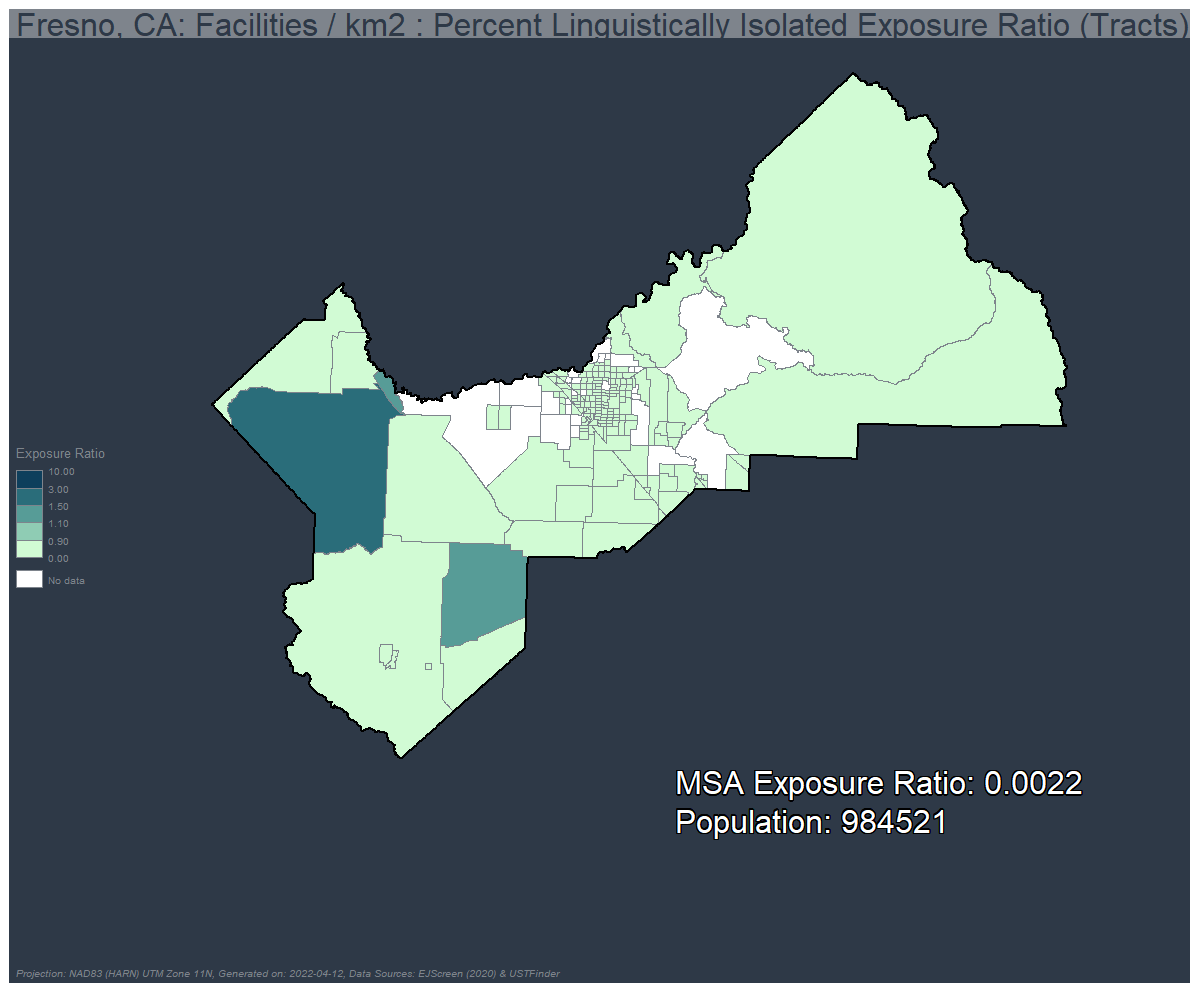 Fresno, CA: Facilities / km2 : Percent Linguistically Isolated Exposure Ratio (Tracts)
Exposure Ratio
10.00
3.00
1.50
1.10
0.90
0.00
No data
MSA Exposure Ratio: 0.0022
Population: 984521
Projection: NAD83 (HARN) UTM Zone 11N, Generated on: 2022-04-12, Data Sources: EJScreen (2020) & USTFinder